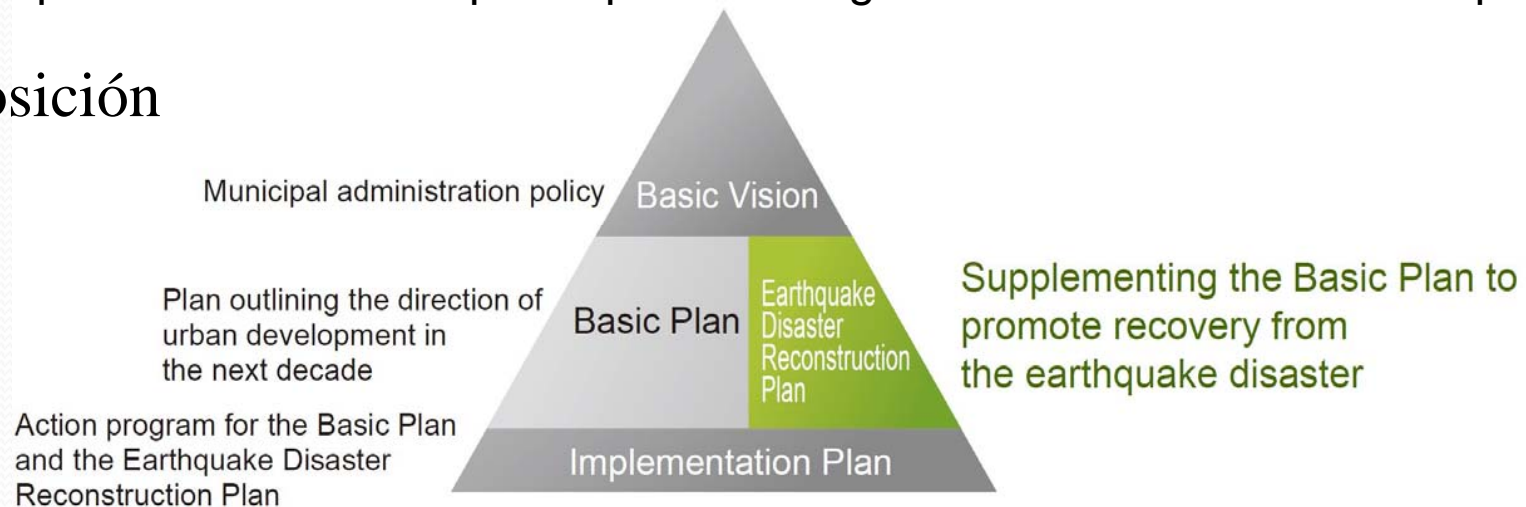 osición
Municipal administration policy
Basic Vision
Plan outlining the direction of
urban development in
the next decade
Basic Plan
Earthquake
Disaster
Reconstruction
Plan
Supplementing the Basic Plan to
promote recovery from
the earthquake disaster
Action program for the Basic Plan
and the Earthquake Disaster
Reconstruction Plan
Implementation Plan